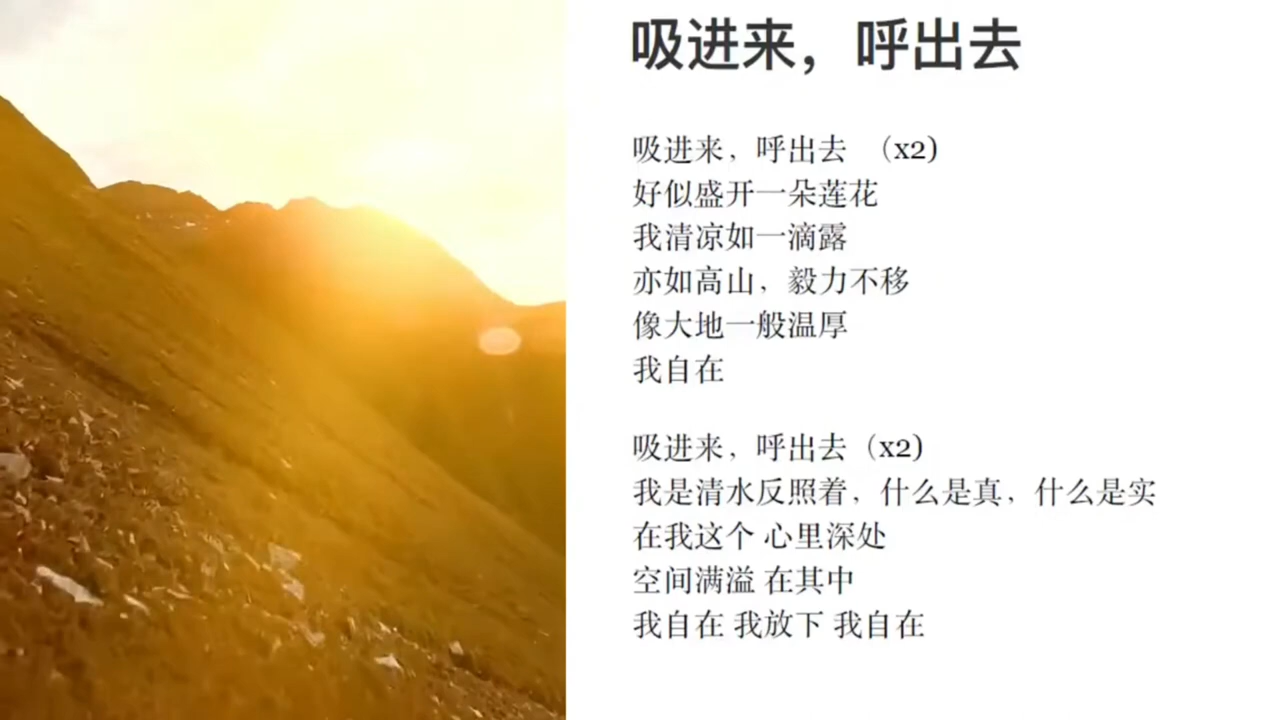 吸进来，呼出去
吸进来，呼出去 （x2）
好似盛开一朵莲花
我清凉如一滴露
亦如高山，毅力不移
像大地一般温厚
我自在
吸进来，呼出去（x2）
我是清水反照着，什么是真，什么是实
在我这个 心里深处
空间满溢 在其中
我自在 我放下 我自在